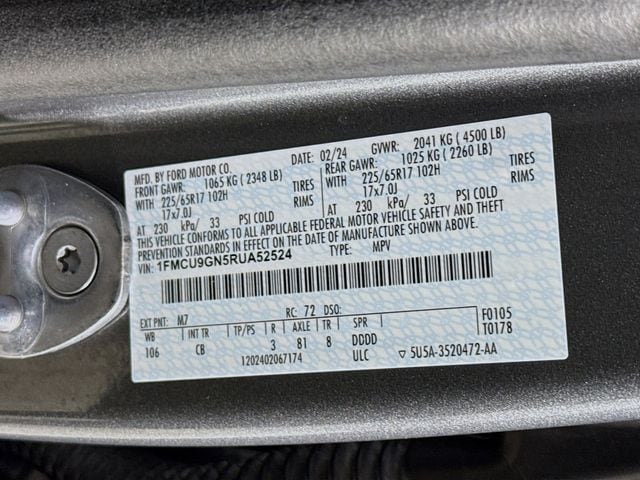 MFD. BY FORD MOTOR CO. DATE: 02/24 GVWR: 2041 KG ( 4500 LB)
FRONT GAWR: 1065 KG ( 2348 LB) REAR GAWR: 1025 KG ( 2260 LB)
WITH 225/65R17 102H TIRES WITH 225/65R17 102H TIRES
17x7.0J RIMS 17x7.0J RIMS
AT 230 kPa/ 33 PSI COLD AT 230 kPa/ 33 PSI COLD
THIS VEHICLE CONFORMS TO ALL APPLICABLE FEDERAL MOTOR VEHICLE SAFETY AND THEFT
PREVENTION STANDARDS IN EFFECT ON THE DATE OF MANUFACTURE SHOWN ABOVE.
1FMCU9GN5RUA52524 TYPE: MPV
EXT PNT: M7 RC: 72 DSO: F0105
WB INT TR TP/PS R AXLE TR SPR T0178
106 CB 3 81 8 DDDD
1202402067174 ULC 5U5A-3520472-AA